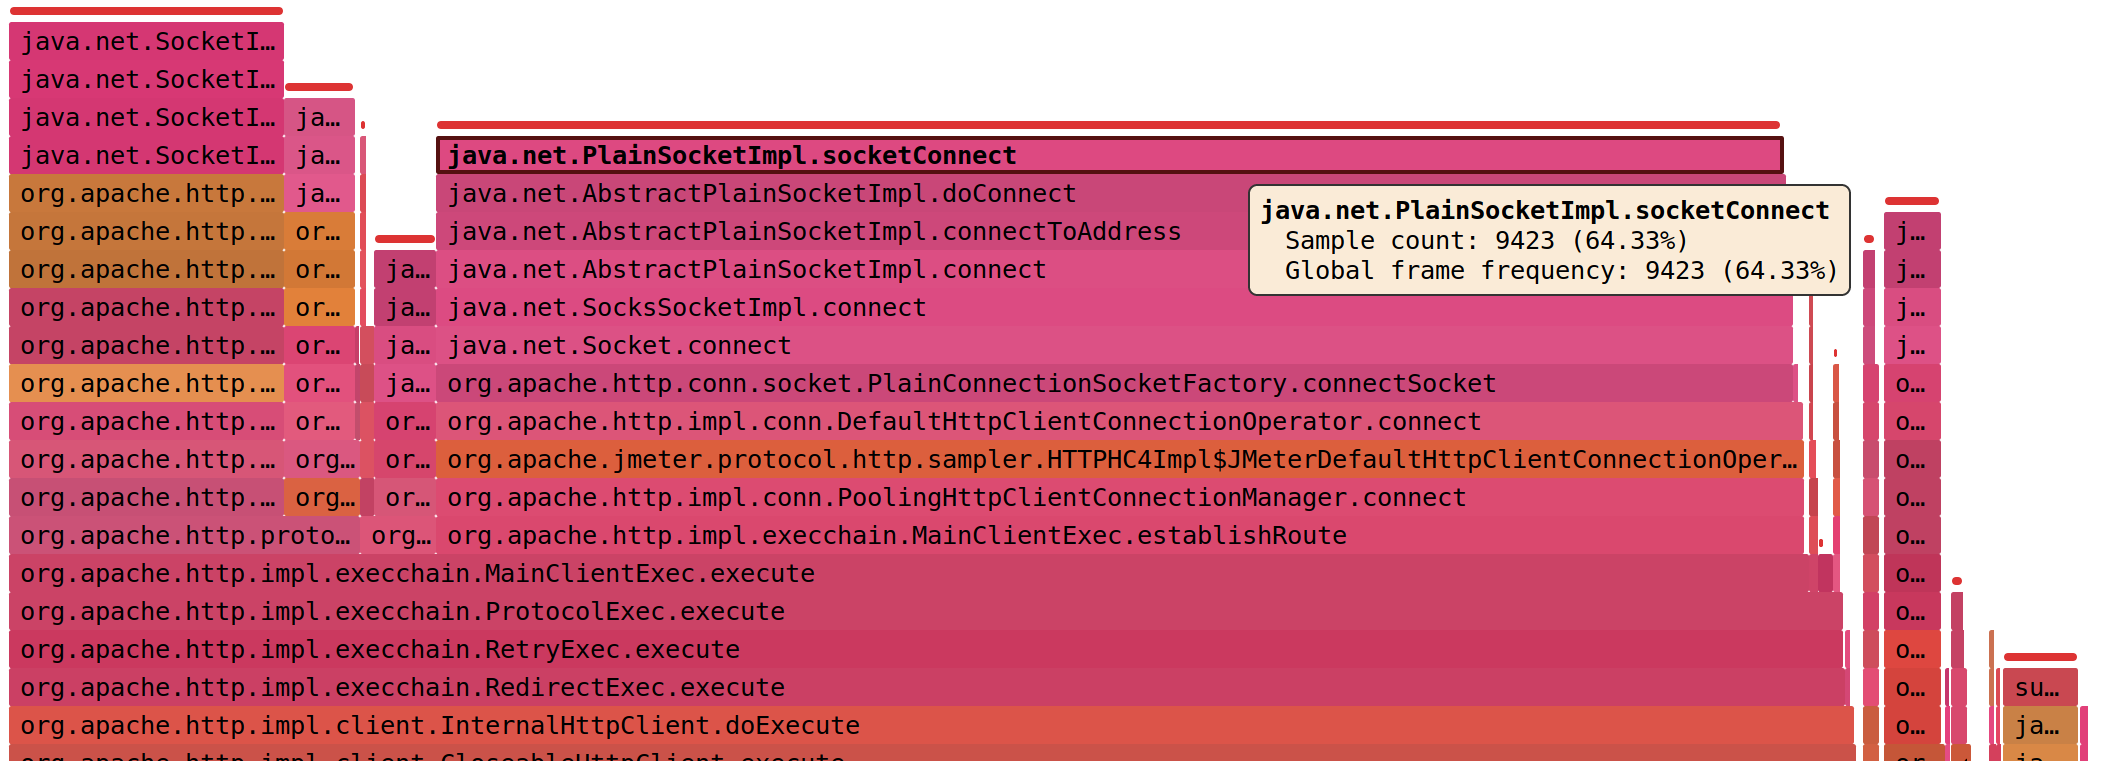 java.net.SocketI…
java.net.SocketI…
java.net.SocketI… ja…
java.net.SocketI… ja… java.net.PlainSocketImpl.socketConnect
org.apache.http.… ja… java.net.AbstractPlainSocketImpl.doConnect
java.net.PlainSocketImpl.socketConnect
org.apache.http.… or… java.net.AbstractPlainSocketImpl.connectToAddress j…
Sample count: 9423 (64.33%)
org.apache.http.… or… ja… java.net.AbstractPlainSocketImpl.connect j…
Global frame frequency: 9423 (64.33%)
org.apache.http.… or… ja… java.net.SocksSocketImpl.connect j…
org.apache.http.… or… ja… java.net.Socket.connect j…
org.apache.http.… or… ja… org.apache.http.conn.socket.PlainConnectionSocketFactory.connectSocket o…
org.apache.http.… or… or… org.apache.http.impl.conn.DefaultHttpClientConnectionOperator.connect o…
org.apache.http.… org… or… org.apache.jmeter.protocol.http.sampler.HTTPHC4Impl$JMeterDefaultHttpClientConnectionOper… o…
org.apache.http.… org… or… org.apache.http.impl.conn.PoolingHttpClientConnectionManager.connect o…
org.apache.http.proto… org… org.apache.http.impl.execchain.MainClientExec.establishRoute o…
org.apache.http.impl.execchain.MainClientExec.execute o…
org.apache.http.impl.execchain.ProtocolExec.execute o…
org.apache.http.impl.execchain.RetryExec.execute o…
org.apache.http.impl.execchain.RedirectExec.execute o… su…
org.apache.http.impl.client.InternalHttpClient.doExecute o… ja…
org.apache.http.impl.client.CloseableHttpClient.execute or… ja…